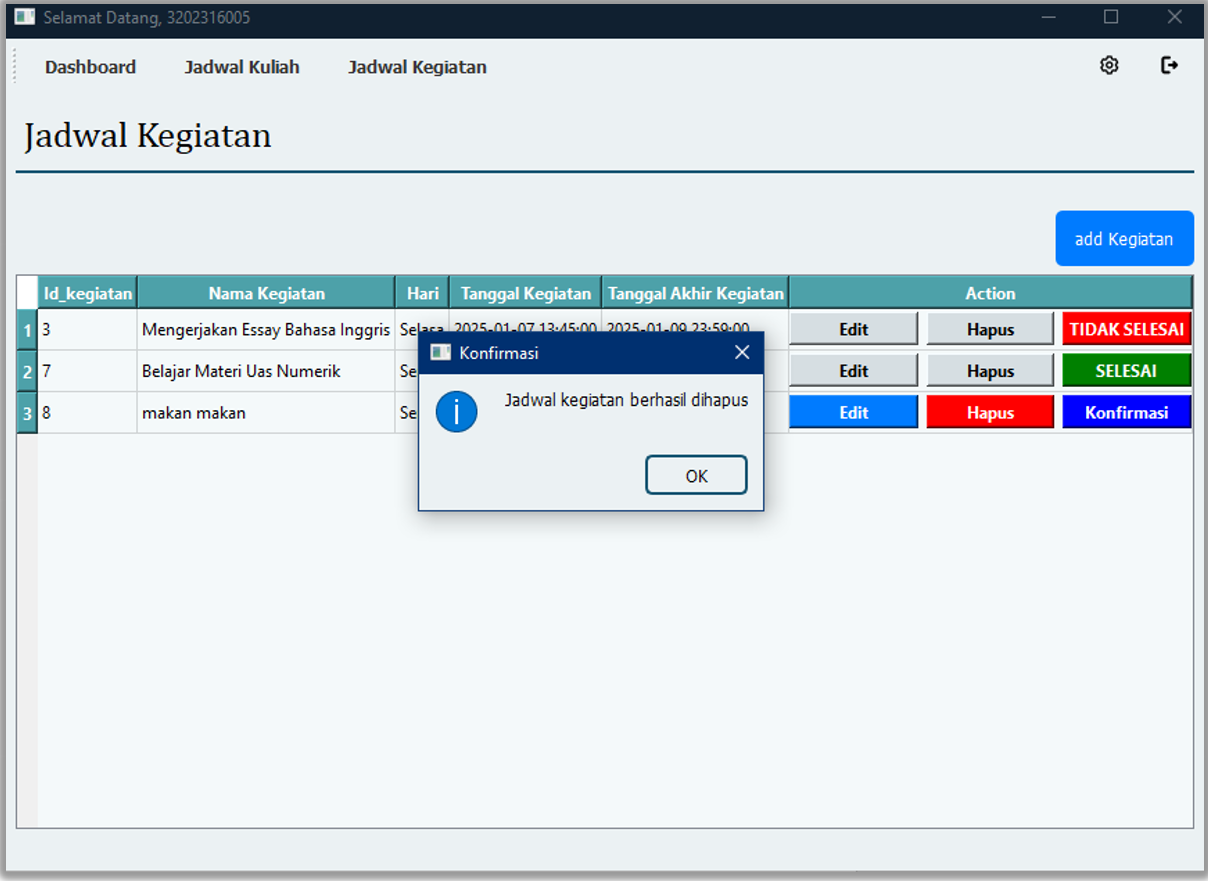 Selamat Datang, 3202316005
Dashboard Jadwal Kuliah Jadwal Kegiatan
Jadwal Kegiatan
add Kegiatan
Id_kegiatan Nama Kegiatan Hari Tanggal Kegiatan Tanggal Akhir Kegiatan Action
1 3 Mengerjakan Essay Bahasa Inggris Selasa 2025-01-07 13:45:00 2025-01-09 23:59:00 Edit Hapus TIDAK SELESAI
2 7 Belajar Materi Uas Numerik Se Edit Hapus SELESAI
3 8 makan makan Se Edit Hapus Konfirmasi
Konfirmasi
Jadwal kegiatan berhasil dihapus
OK